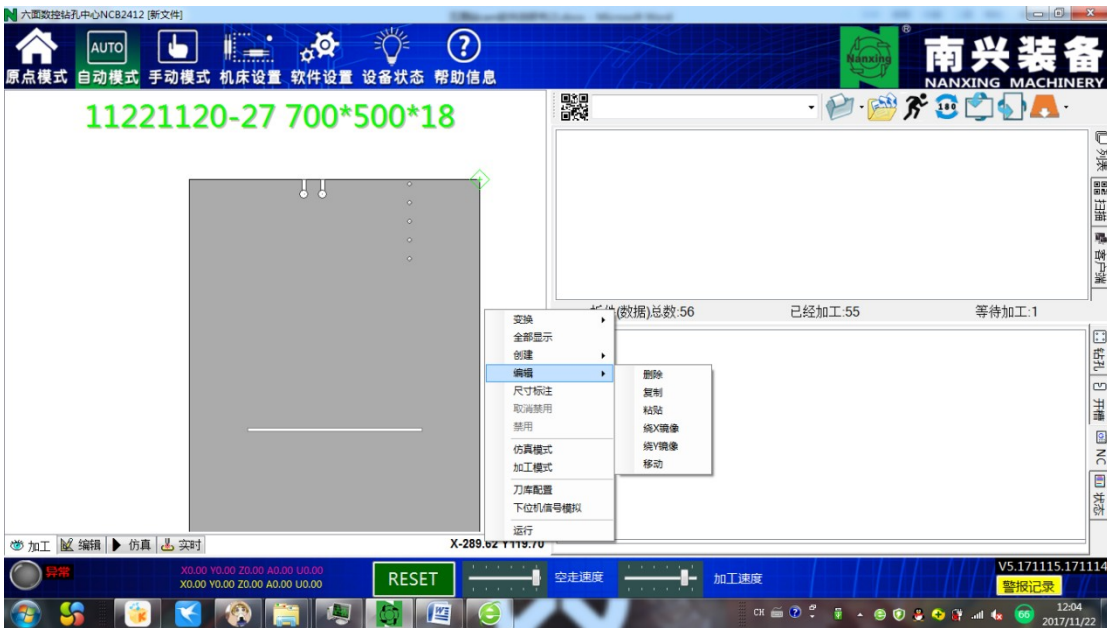 六面数控钻孔中心NCB2412 [新文件]
AUTO
原点模式 自动模式 手动模式 机床设置 软件设置 设备状态 帮助信息
Nanxing
®
南兴装备
NANXING MACHINERY
11221120-27 700*500*18
180
列表
扫描
客户端
(数据)总数:56 已经加工:55 等待加工:1
变换
全部显示
创建
编辑
尺寸标注
取消禁用
禁用
仿真模式
加工模式
刀库配置
下位机信号模拟
运行
删除
复制
粘贴
绕X镜像
绕Y镜像
移动
钻孔
开槽
NC
状态
加工 编辑 仿真 实时
X-289.62 Y119.70
异常
X0.00 Y0.00 Z0.00 A0.00 U0.00
X0.00 Y0.00 Z0.00 A0.00 U0.00
RESET
空走速度
加工速度
V5.171115.171114
警报记录
CH
66
12:04
2017/11/22